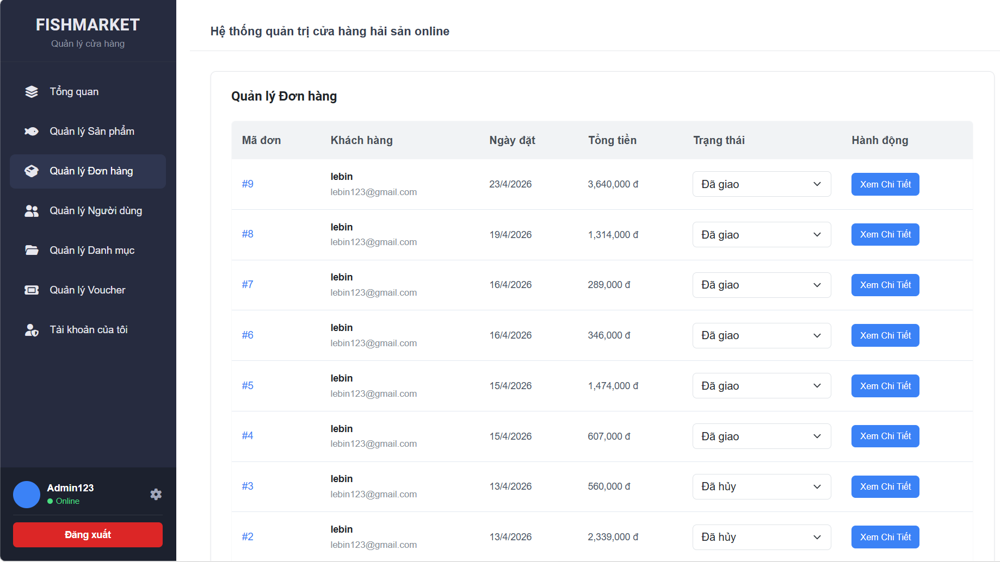 FISHMARKET
Quản lý cửa hàng
Tổng quan
Quản lý Sản phẩm
Quản lý Đơn hàng
Quản lý Người dùng
Quản lý Danh mục
Quản lý Voucher
Tài khoản của tôi
Admin123
Online
Đăng xuất
Hệ thống quản trị cửa hàng hải sản online
Quản lý Đơn hàng
Mã đơn Khách hàng Ngày đặt Tổng tiền Trạng thái Hành động
#9 lebin 23/4/2026 3,640,000 đ Đã giao Xem Chi Tiết
lebin123@gmail.com
#8 lebin 19/4/2026 1,314,000 đ Đã giao Xem Chi Tiết
lebin123@gmail.com
#7 lebin 16/4/2026 289,000 đ Đã giao Xem Chi Tiết
lebin123@gmail.com
#6 lebin 16/4/2026 346,000 đ Đã giao Xem Chi Tiết
lebin123@gmail.com
#5 lebin 15/4/2026 1,474,000 đ Đã giao Xem Chi Tiết
lebin123@gmail.com
#4 lebin 15/4/2026 607,000 đ Đã giao Xem Chi Tiết
lebin123@gmail.com
#3 lebin 13/4/2026 560,000 đ Đã hủy Xem Chi Tiết
lebin123@gmail.com
#2 lebin 13/4/2026 2,339,000 đ Đã hủy Xem Chi Tiết
lebin123@gmail.com